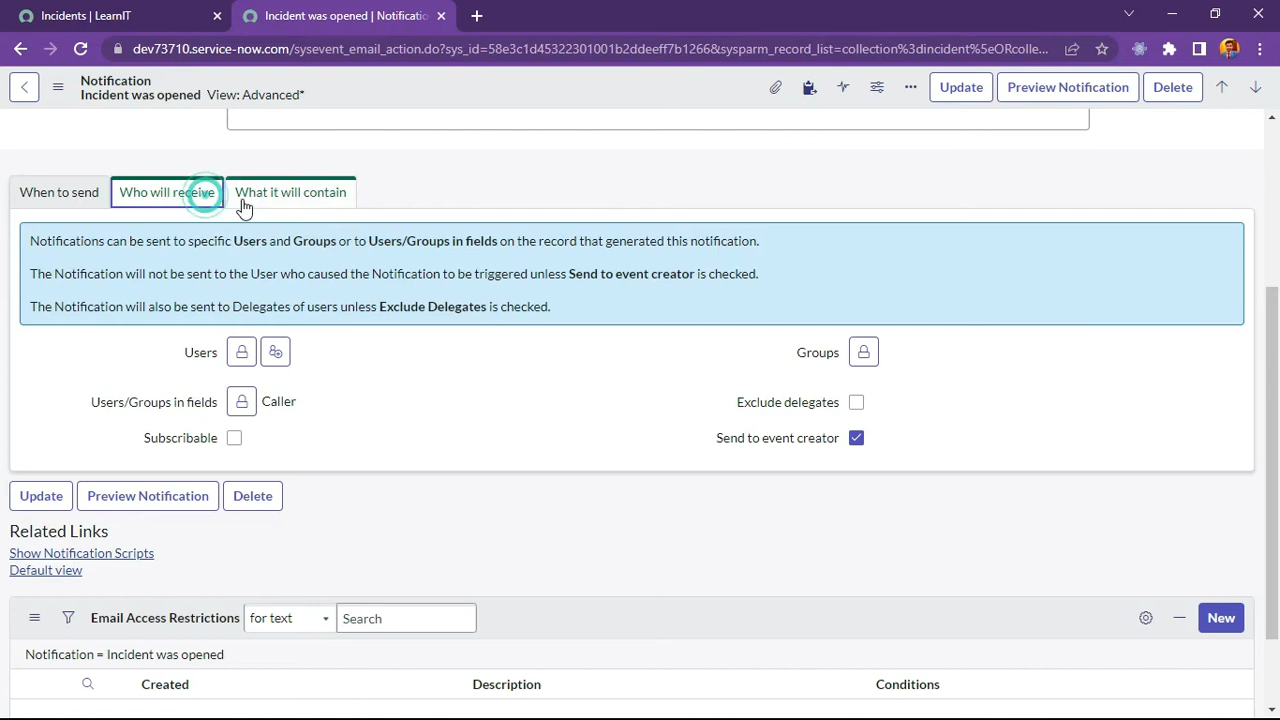 Incidents | LearnIT
Incident was opened | Notificatio
dev73710.service-now.com/sysevent_email_action.do?sys_id=58e3c1d45322301001b2ddeeff7b1266&sysparm_record_list=collection%3dincident%5eORcolle...
Notification
Incident was opened View: Advanced*
Update
Preview Notification
Delete
When to send
Who will receive
What it will contain
Notifications can be sent to specific Users and Groups or to Users/Groups in fields on the record that generated this notification.
The Notification will not be sent to the User who caused the Notification to be triggered unless Send to event creator is checked.
The Notification will also be sent to Delegates of users unless Exclude Delegates is checked.
Users
Groups
Users/Groups in fields Caller
Exclude delegates
Subscribable
Send to event creator
Update
Preview Notification
Delete
Related Links
Show Notification Scripts
Default view
Email Access Restrictions for text Search
New
Notification = Incident was opened
Created Description Conditions